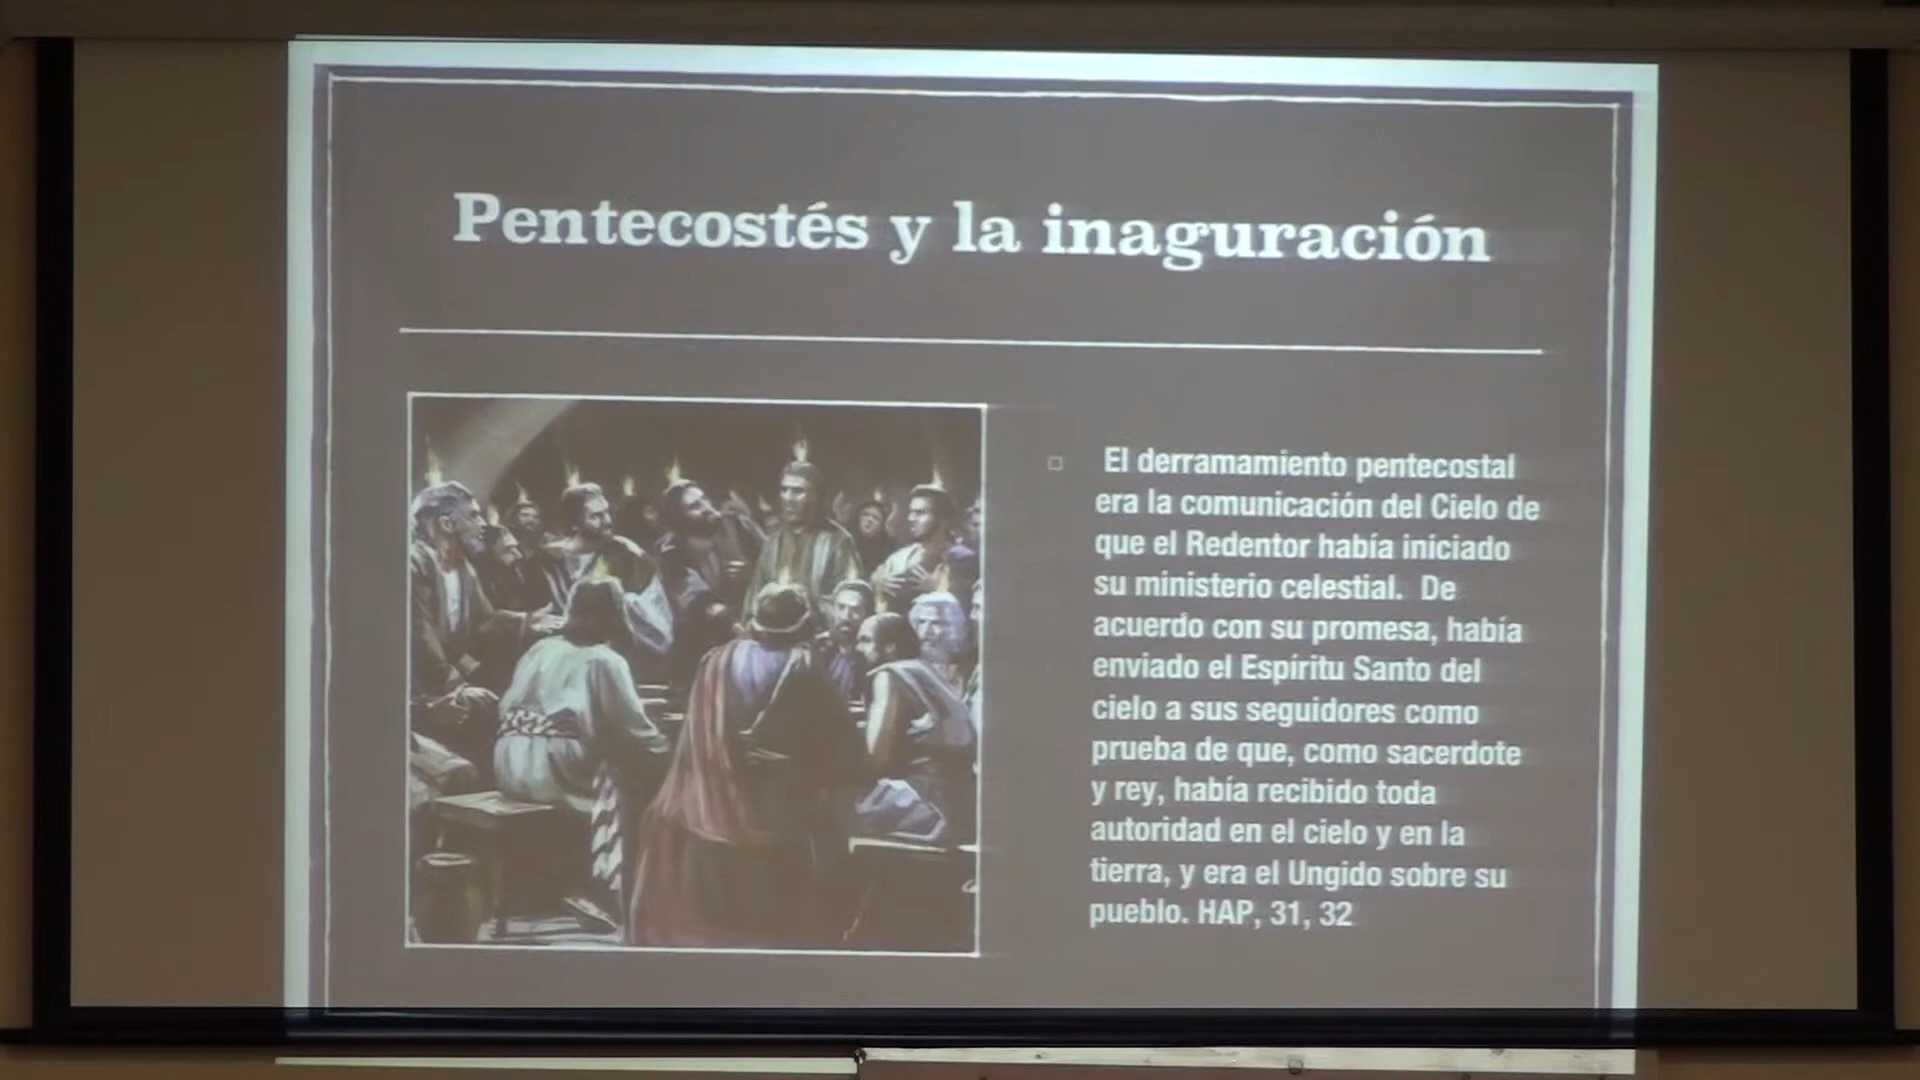 Pentecostés y la inaguración
El derramamiento pentecostal
era la comunicación del Cielo de
que el Redentor había iniciado
su ministerio celestial. De
acuerdo con su promesa, había
enviado el Espíritu Santo del
cielo a sus seguidores como
prueba de que, como sacerdote
y rey, había recibido toda
autoridad en el cielo y en la
tierra, y era el Ungido sobre su
pueblo. HAP, 31, 32